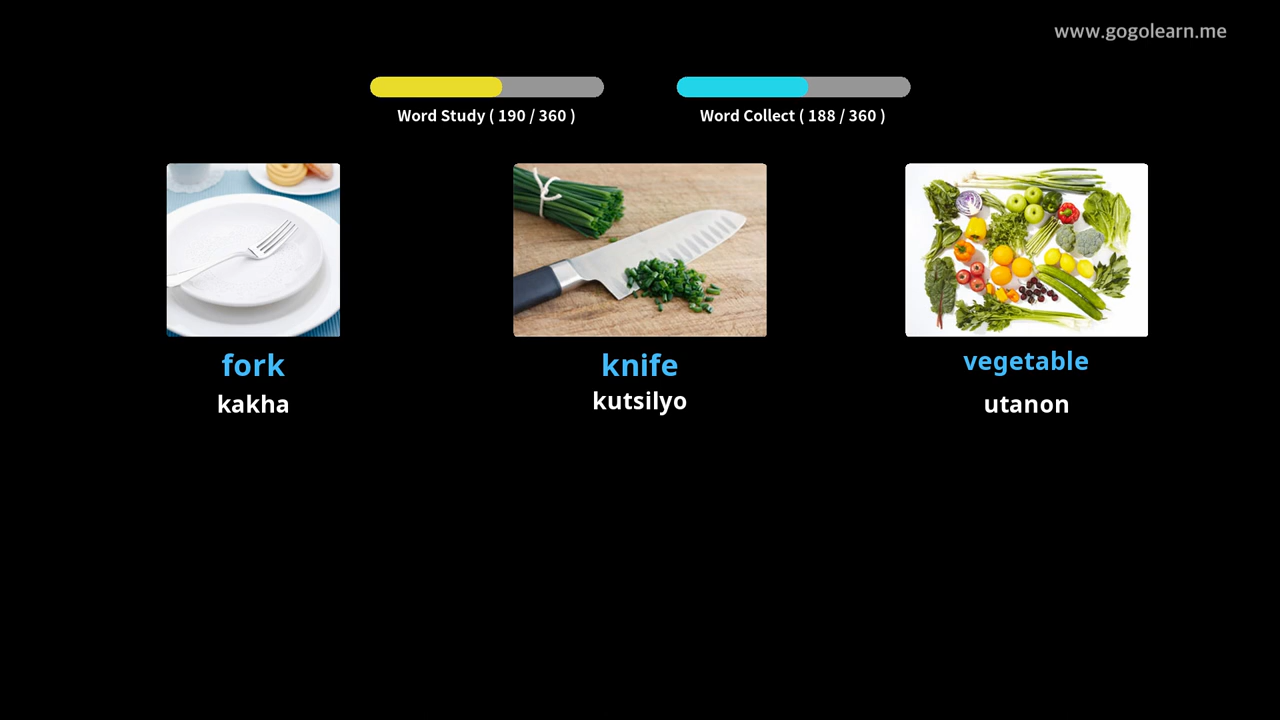 www.gogolearn.me
Word Study ( 190 / 360 )
Word Collect ( 188 / 360 )
fork
knife
vegetable
kakha
kutsilyo
utanon